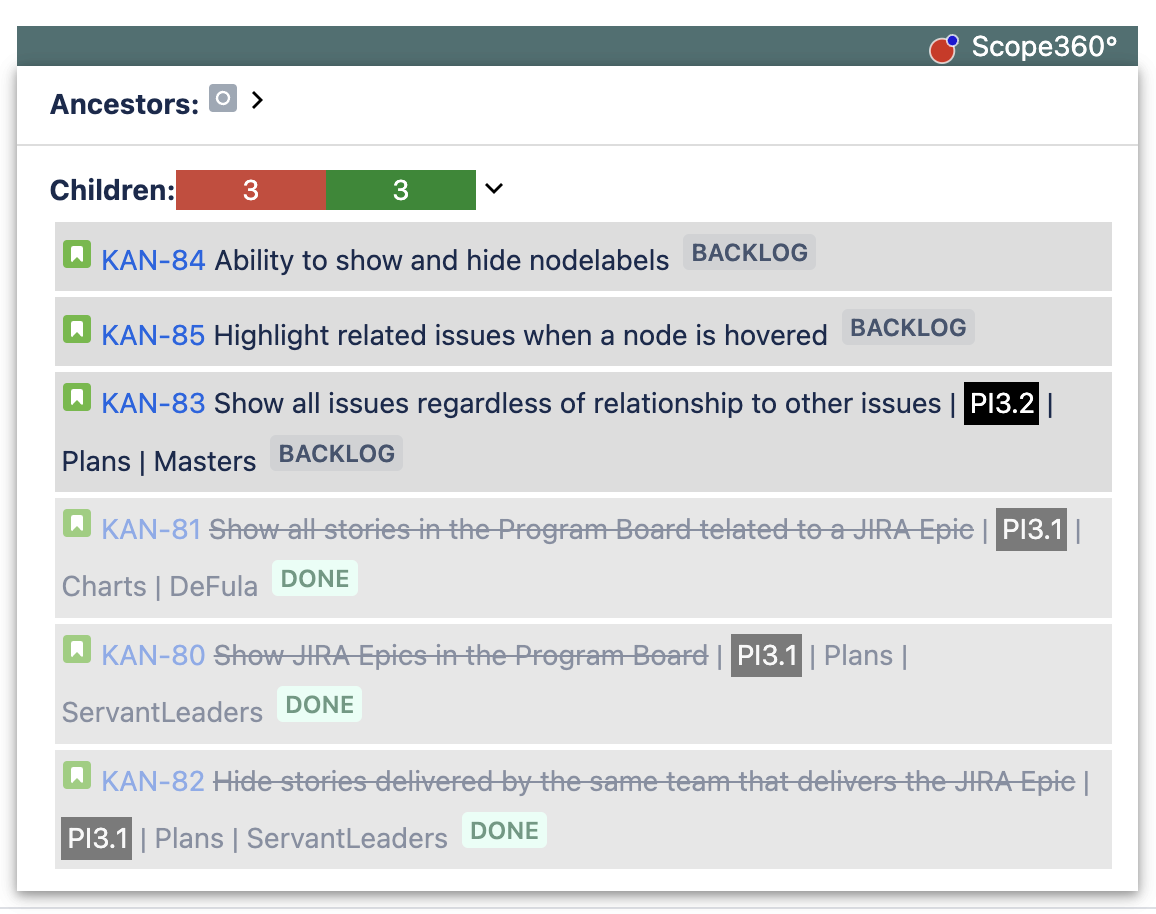 Scope360°
Ancestors:
Children: 3 3
KAN-84 Ability to show and hide nodelabels BACKLOG
KAN-85 Highlight related issues when a node is hovered BACKLOG
KAN-83 Show all issues regardless of relationship to other issues | PI3.2 |
Plans | Masters BACKLOG
KAN-81 Show all stories in the Program Board telated to a JIRA Epic | PI3.1 |
Charts | DeFula DONE
KAN-80 Show JIRA Epics in the Program Board | PI3.1 | Plans |
ServantLeaders DONE
KAN-82 Hide stories delivered by the same team that delivers the JIRA Epic |
PI3.1 | Plans | ServantLeaders DONE